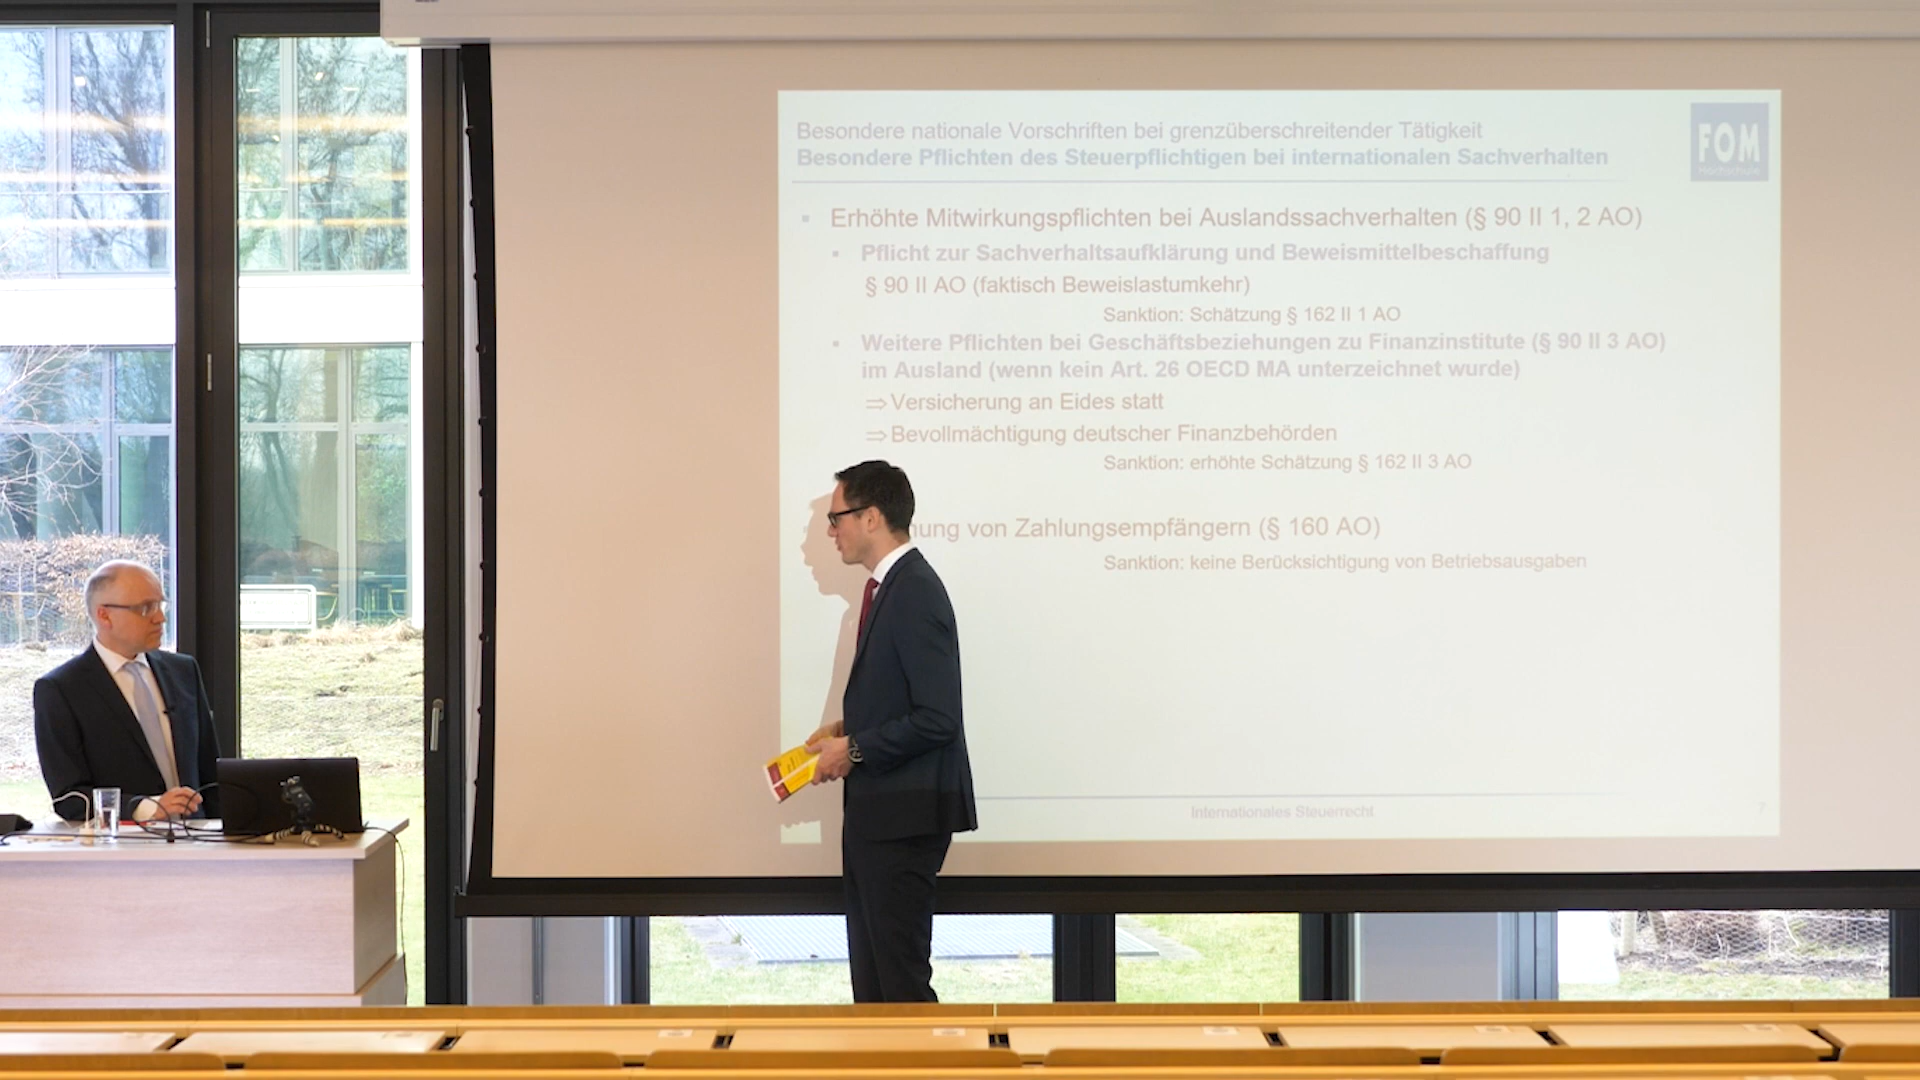 Besondere nationale Vorschriften bei grenzüberschreitender Tätigkeit
Besondere Pflichten des Steuerpflichtigen bei internationalen Sachverhalten
FOM
Hochschule
Erhöhte Mitwirkungspflichten bei Auslandssachverhalten (§ 90 II 1, 2 AO)
Pflicht zur Sachverhaltsaufklärung und Beweismittelbeschaffung
§ 90 II AO (faktisch Beweislastumkehr)
Sanktion: Schätzung § 162 II 1 AO
Weitere Pflichten bei Geschäftsbeziehungen zu Finanzinstitute (§ 90 II 3 AO)
im Ausland (wenn kein Art. 26 OECD MA unterzeichnet wurde)
⇒Versicherung an Eides statt
⇒Bevollmächtigung deutscher Finanzbehörden
Sanktion: erhöhte Schätzung § 162 II 3 AO
von Zahlungsempfängern (§ 160 AO)
Sanktion: keine Berücksichtigung von Betriebsausgaben
Internationales Steuerrecht
7